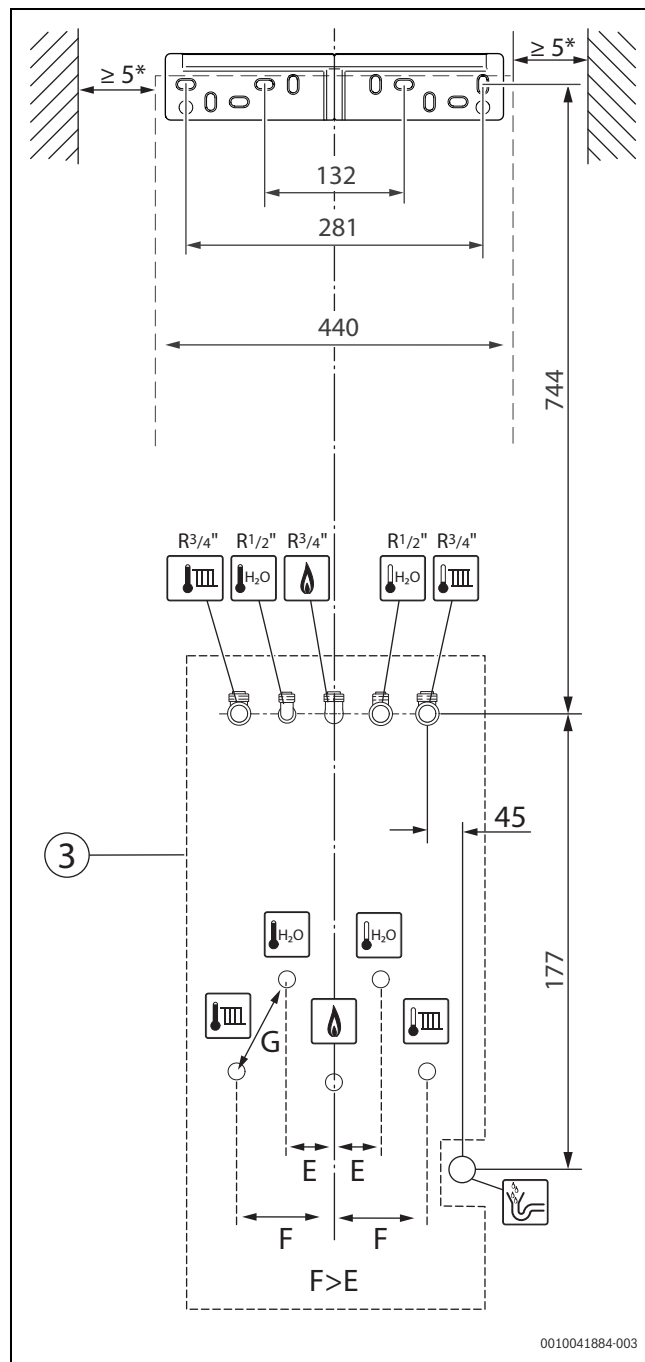 ≥ 5* ≥ 5*
132
281
440
744
R3/4" R1/2" R3/4" R1/2" R3/4"
H₂O H₂O
45
3
177
H₂O H₂O
G
E E
F F
F>E
0010041884-003